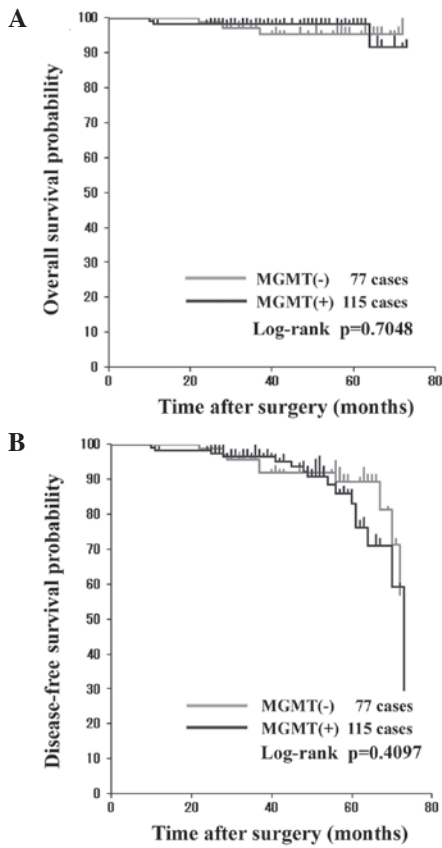 A
Overall survival probability
100
90
80
70
60
50
40
30
20
10
0
MGMT(-) 77 cases
MGMT(+) 115 cases
Log-rank p=0.7048
0 20 40 60 80
Time after surgery (months)
B
Disease-free survival probability
100
90
80
70
60
50
40
30
20
10
0
MGMT(-) 77 cases
MGMT(+) 115 cases
Log-rank p=0.4097
0 20 40 60 80
Time after surgery (months)